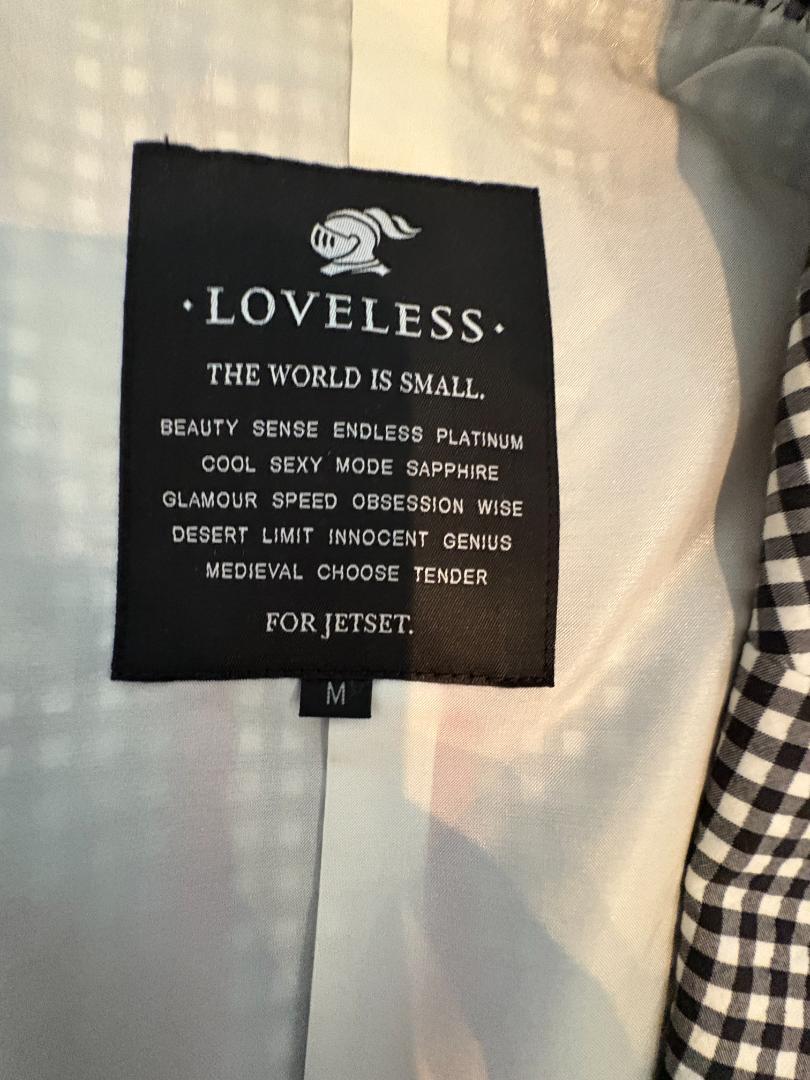 ·LOVELESS·
THE WORLD IS SMALL.
BEAUTY SENSE ENDLESS PLATINUM
COOL SEXY MODE SAPPHIRE
GLAMOUR SPEED OBSESSION WISE
DESERT LIMIT INNOCENT GENIUS
MEDIEVAL CHOOSE TENDER
FOR JETSET.
M